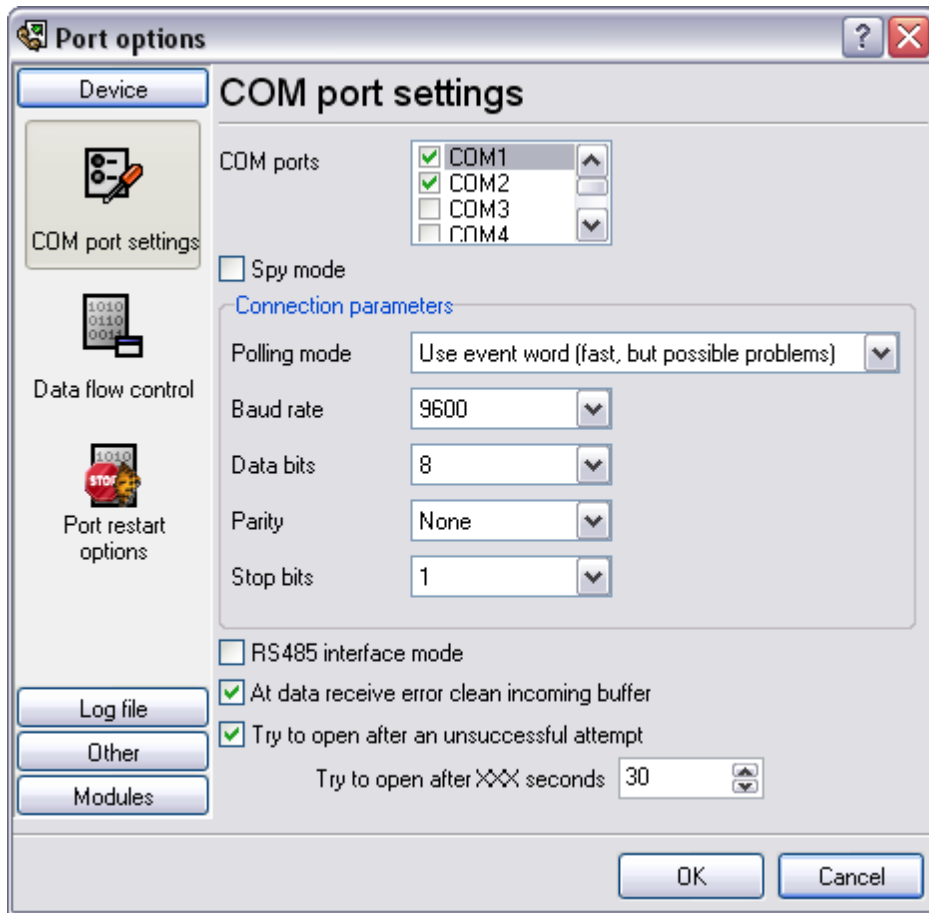 Port options
Device
COM port settings
Data flow control
Port restart
options
Log file
Other
Modules
COM port settings
COM ports
COM1
COM2
COM3
COM4
Spy mode
Connection parameters
Polling mode
Use event word (fast, but possible problems)
Baud rate
9600
Data bits
8
Parity
None
Stop bits
1
RS485 interface mode
At data receive error clean incoming buffer
Try to open after an unsuccessful attempt
Try to open after XXX seconds
30
OK
Cancel